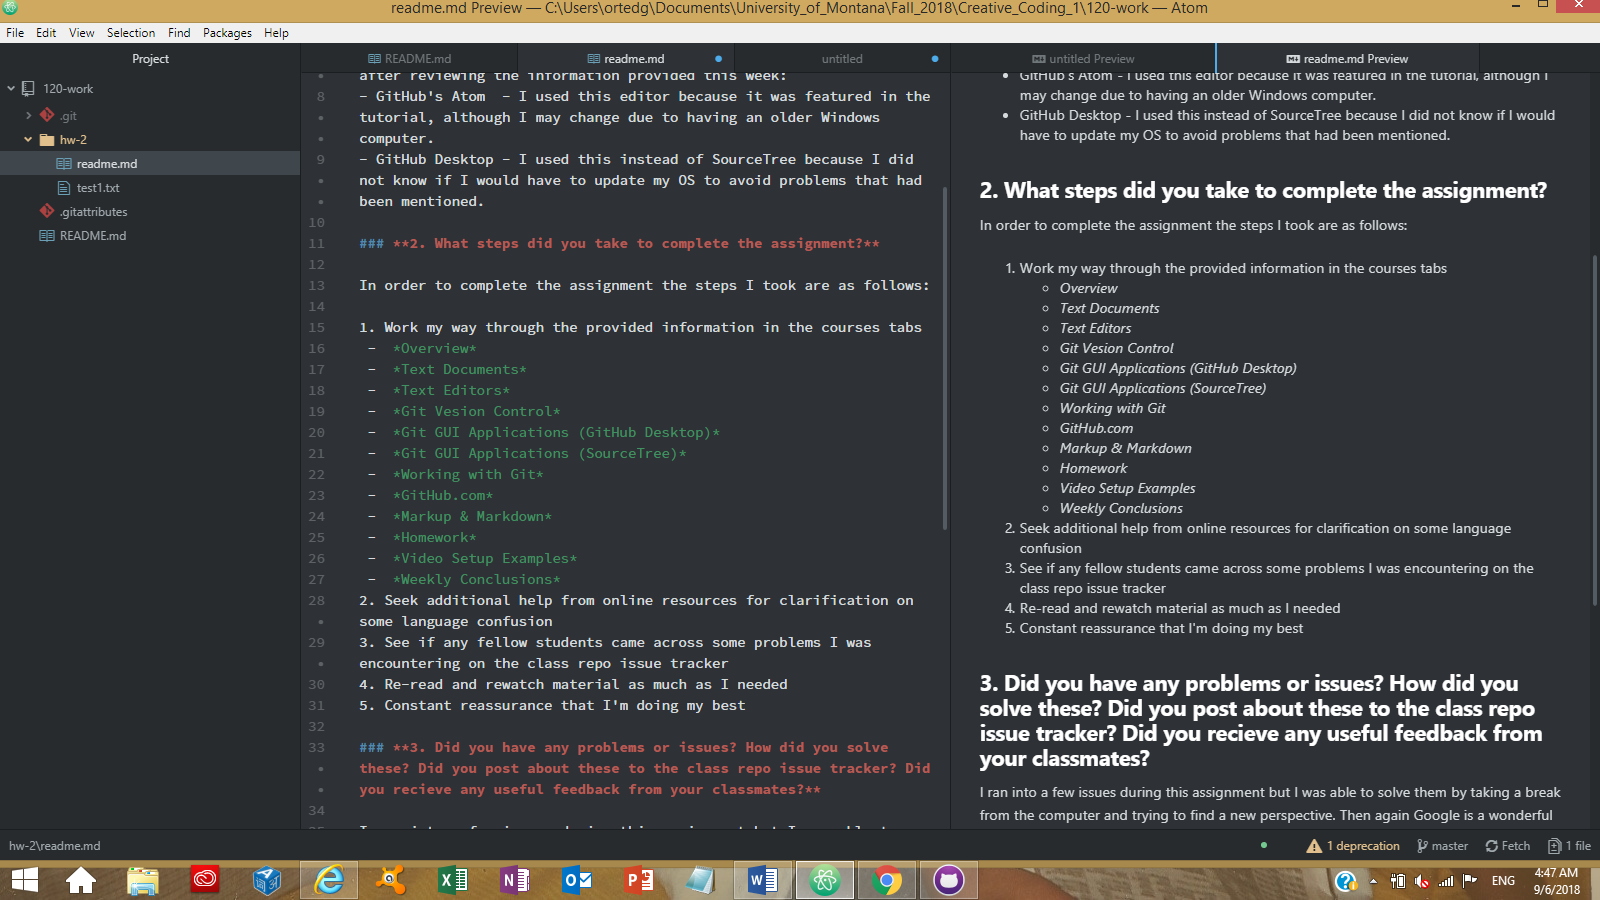 readme.md Preview — C:\Users\ortedg\Documents\University_of_Montana\Fall_2018\Creative_Coding_1\120-work — Atom
File Edit View Selection Find Packages Help
Project
120-work
.git
hw-2
readme.md
test1.txt
.gitattributes
README.md
README.md readme.md untitled
after reviewing the information provided this week:
8 - GitHub's Atom  - I used this editor because it was featured in the
tutorial, although I may change due to having an older Windows
computer.
9 - GitHub Desktop - I used this instead of SourceTree because I did
not know if I would have to update my OS to avoid problems that had
been mentioned.
10
11 ### **2. What steps did you take to complete the assignment?**
12
13 In order to complete the assignment the steps I took are as follows:
14
15 1. Work my way through the provided information in the courses tabs
16 -  *Overview*
17 -  *Text Documents*
18 -  *Text Editors*
19 -  *Git Vesion Control*
20 -  *Git GUI Applications (GitHub Desktop)*
21 -  *Git GUI Applications (SourceTree)*
22 -  *Working with Git*
23 -  *GitHub.com*
24 -  *Markup & Markdown*
25 -  *Homework*
26 -  *Video Setup Examples*
27 -  *Weekly Conclusions*
28 2. Seek additional help from online resources for clarification on
some language confusion
29 3. See if any fellow students came across some problems I was
encountering on the class repo issue tracker
30 4. Re-read and rewatch material as much as I needed
31 5. Constant reassurance that I'm doing my best
32
33 ### **3. Did you have any problems or issues? How did you solve
these? Did you post about these to the class repo issue tracker? Did
you recieve any useful feedback from your classmates?**
34
untitled Preview readme.md Preview
GitHub's Atom - I used this editor because it was featured in the tutorial, although I
may change due to having an older Windows computer.
GitHub Desktop - I used this instead of SourceTree because I did not know if I would
have to update my OS to avoid problems that had been mentioned.
2. What steps did you take to complete the assignment?
In order to complete the assignment the steps I took are as follows:
1. Work my way through the provided information in the courses tabs
Overview
Text Documents
Text Editors
Git Vesion Control
Git GUI Applications (GitHub Desktop)
Git GUI Applications (SourceTree)
Working with Git
GitHub.com
Markup & Markdown
Homework
Video Setup Examples
Weekly Conclusions
2. Seek additional help from online resources for clarification on some language
confusion
3. See if any fellow students came across some problems I was encountering on the
class repo issue tracker
4. Re-read and rewatch material as much as I needed
5. Constant reassurance that I'm doing my best
3. Did you have any problems or issues? How did you
solve these? Did you post about these to the class repo
issue tracker? Did you recieve any useful feedback from
your classmates?
I ran into a few issues during this assignment but I was able to solve them by taking a break
from the computer and trying to find a new perspective. Then again Google is a wonderful
hw-2\readme.md
1 deprecation master Fetch 1 file
ENG
4:47 AM
9/6/2018